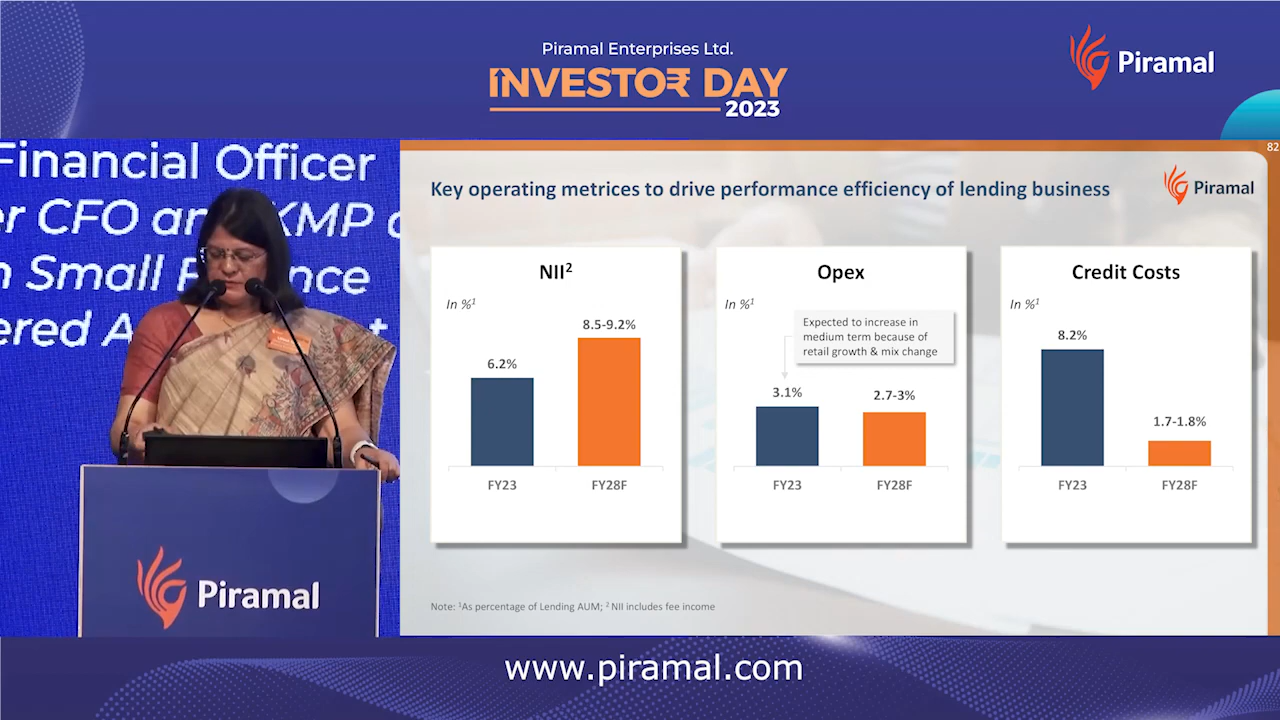 Piramal Enterprises Ltd.
INVESTOR DAY
2023
Piramal
Financial Officer
CFO KMP
Small
82
Key operating metrices to drive performance efficiency of lending business
Piramal
NII²
In %¹
6.2%
8.5-9.2%
FY23
FY28F
Opex
In %¹
Expected to increase in
medium term because of
retail growth & mix change
3.1%
2.7-3%
FY23
FY28F
Credit Costs
In %¹
8.2%
1.7-1.8%
FY23
FY28F
Note: ¹As percentage of Lending AUM; ² NII includes fee income
Piramal
www.piramal.com